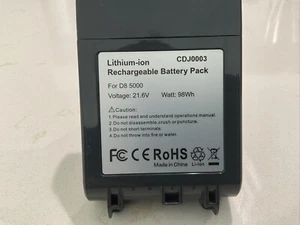 Lithium-ion CDJ0003
Rechargeable Battery Pack
For D8 5000
Voltage: 21.6V Watt: 98Wh
⚠Caution:
1.Please read and understand operations manual.
2.Do not disassemble,crush or puncture.
3.Do not short terminals.
4.Do not throw into fire or water.
FC CE RoHS
Made in China
Li-ion